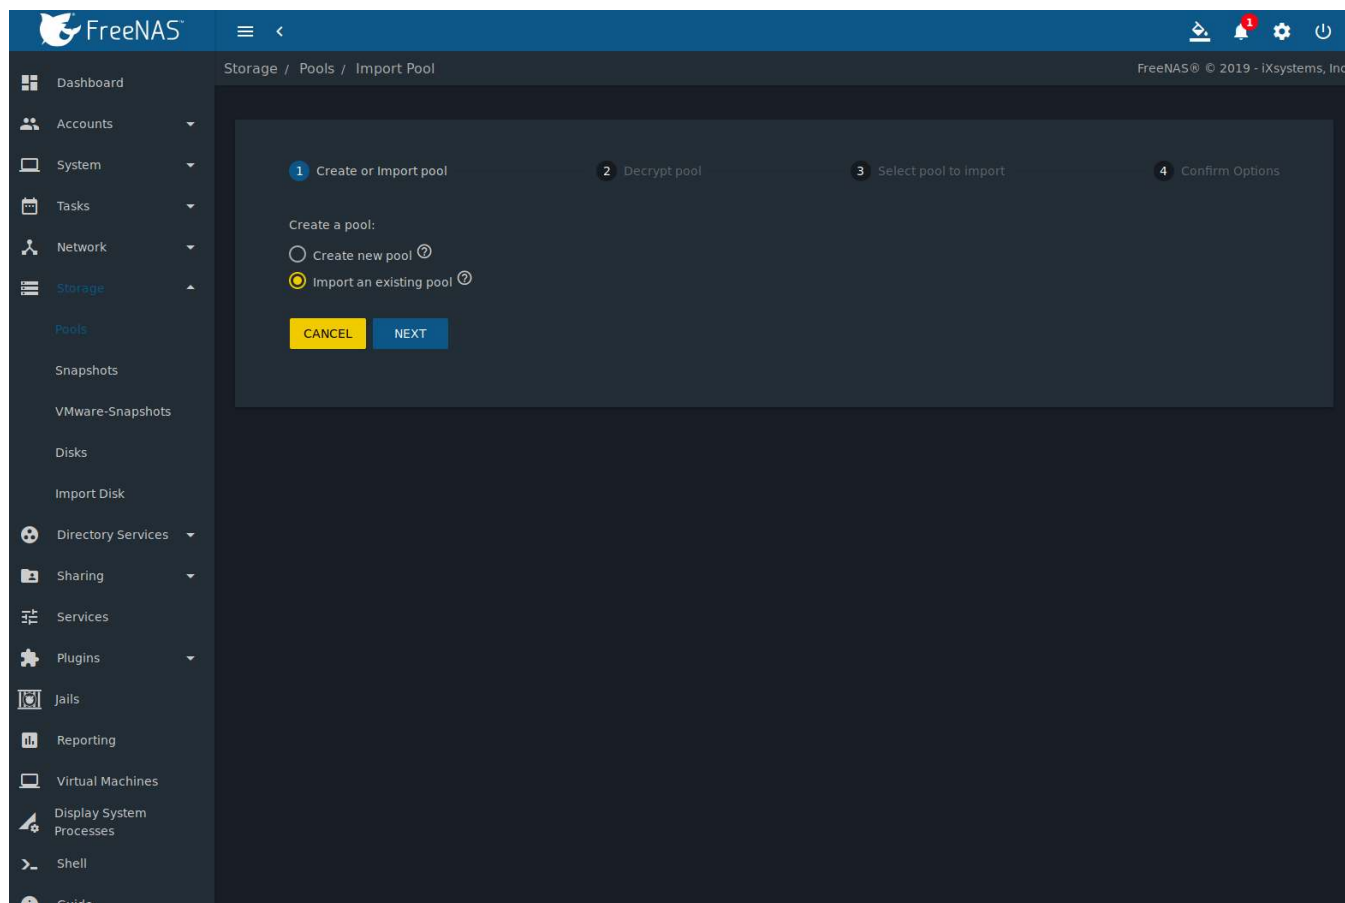 FreeNAS®
1
Storage / Pools / Import Pool
FreeNAS® © 2019 - iXsystems, Inc
Dashboard
Accounts
System
Tasks
Network
Storage
Pools
Snapshots
VMware-Snapshots
Disks
Import Disk
Directory Services
Sharing
Services
Plugins
Jails
Reporting
Virtual Machines
Display System
Processes
Shell
1 Create or Import pool
2 Decrypt pool
3 Select pool to import
4 Confirm Options
Create a pool:
Create new pool
Import an existing pool
CANCEL
NEXT